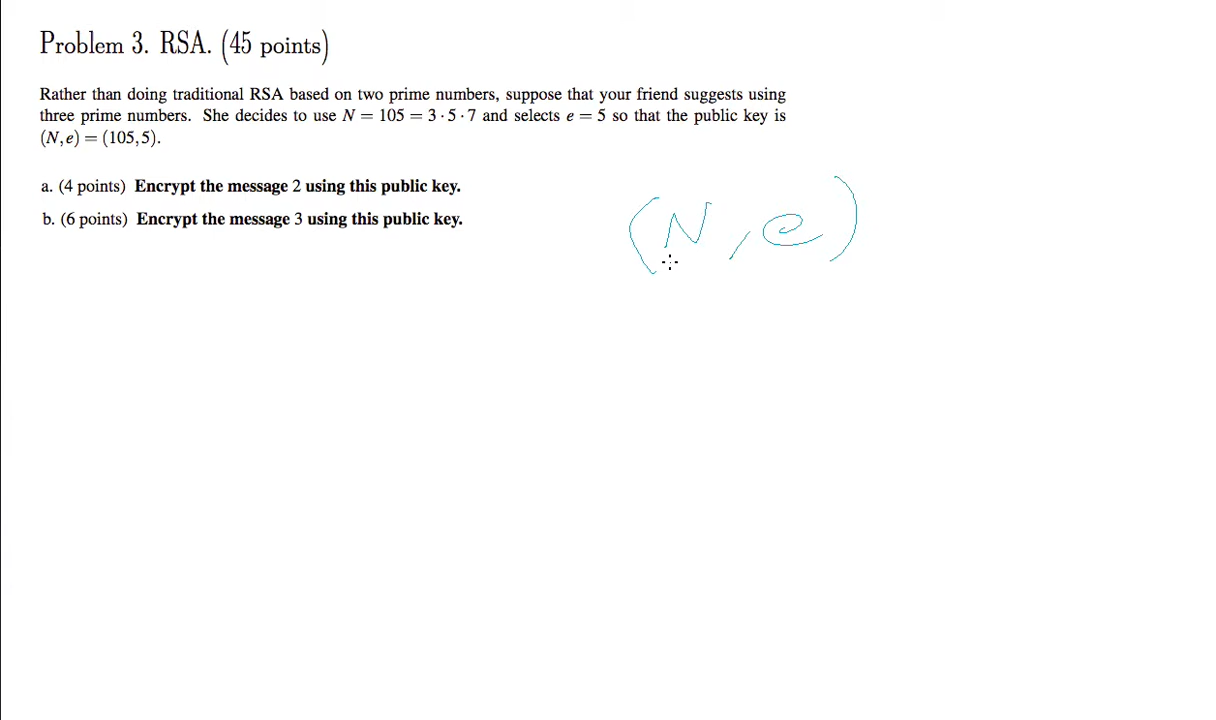 Problem 3. RSA. (45 points)
Rather than doing traditional RSA based on two prime numbers, suppose that your friend suggests using
three prime numbers. She decides to use N = 105 = 3 · 5 · 7 and selects e = 5 so that the public key is
(N,e) = (105,5).
a. (4 points) Encrypt the message 2 using this public key.
b. (6 points) Encrypt the message 3 using this public key.
(N, e)